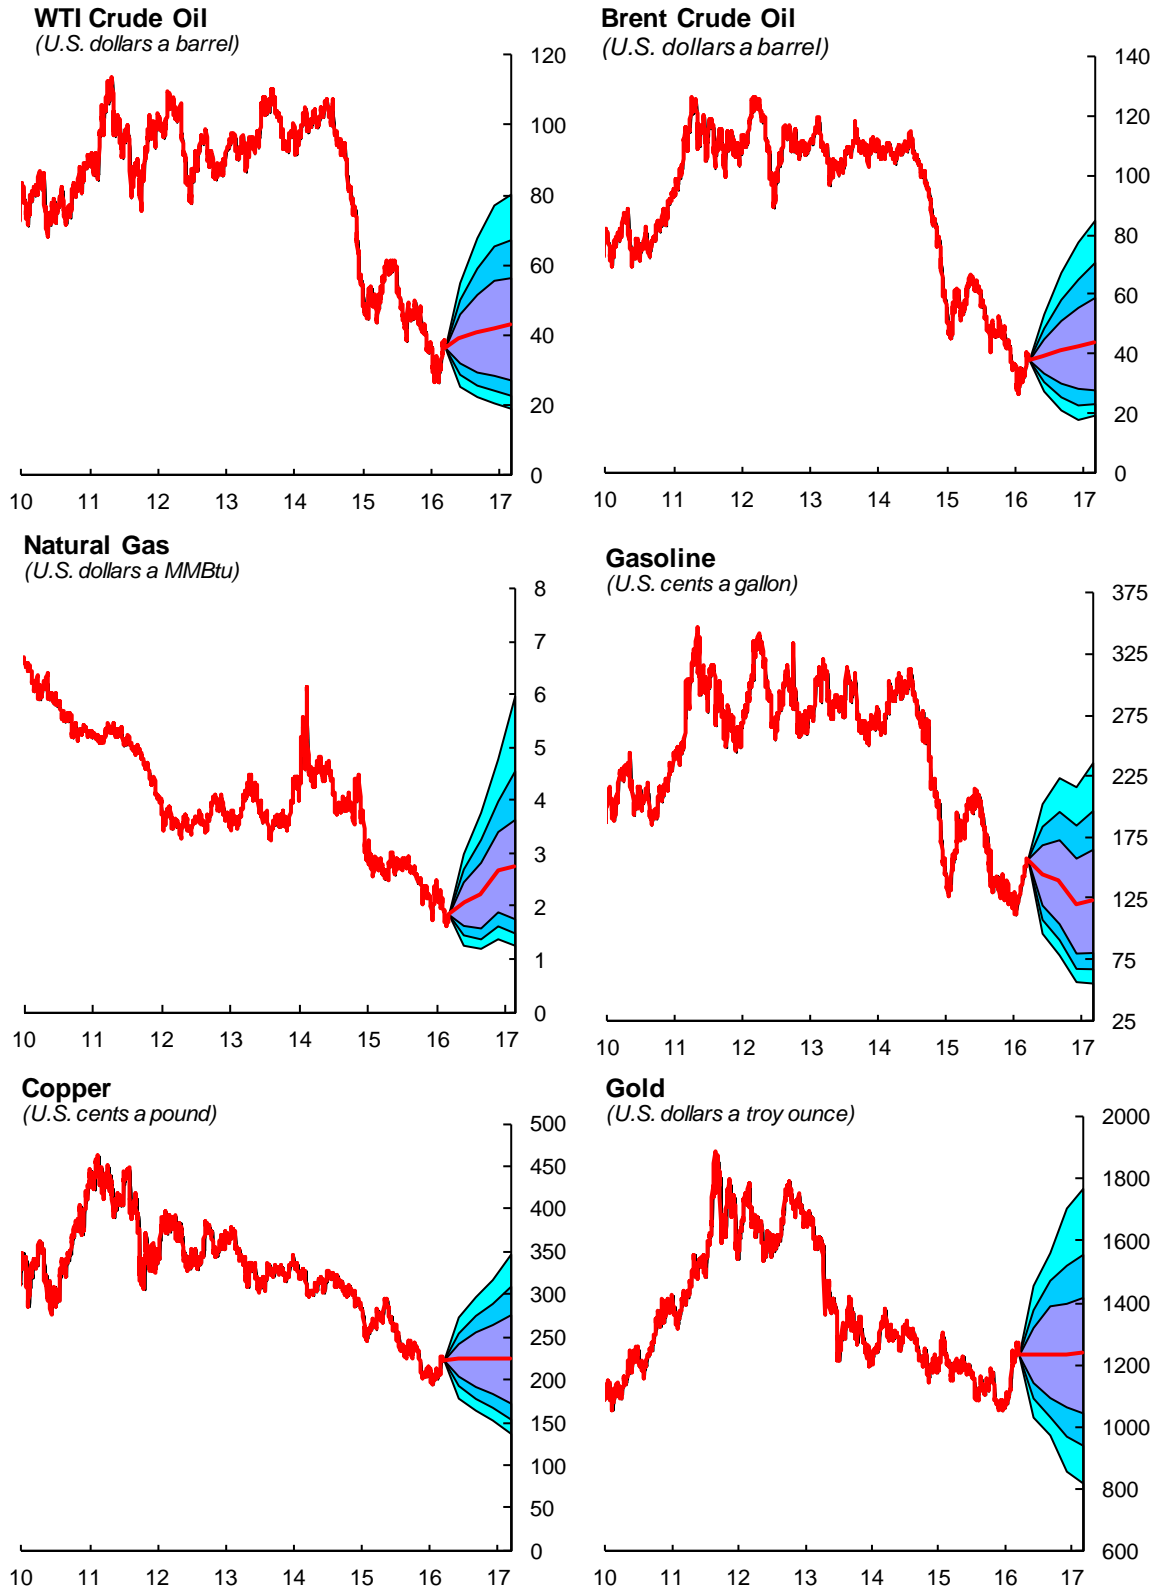 WTI Crude Oil
(U.S. dollars a barrel)
120
100
80
60
40
20
0
10 11 12 13 14 15 16 17
Brent Crude Oil
(U.S. dollars a barrel)
140
120
100
80
60
40
20
0
10 11 12 13 14 15 16 17
Natural Gas
(U.S. dollars a MMBtu)
8
7
6
5
4
3
2
1
0
10 11 12 13 14 15 16 17
Gasoline
(U.S. cents a gallon)
375
325
275
225
175
125
75
25
10 11 12 13 14 15 16 17
Copper
(U.S. cents a pound)
500
450
400
350
300
250
200
150
100
50
0
10 11 12 13 14 15 16 17
Gold
(U.S. dollars a troy ounce)
2000
1800
1600
1400
1200
1000
800
600
10 11 12 13 14 15 16 17